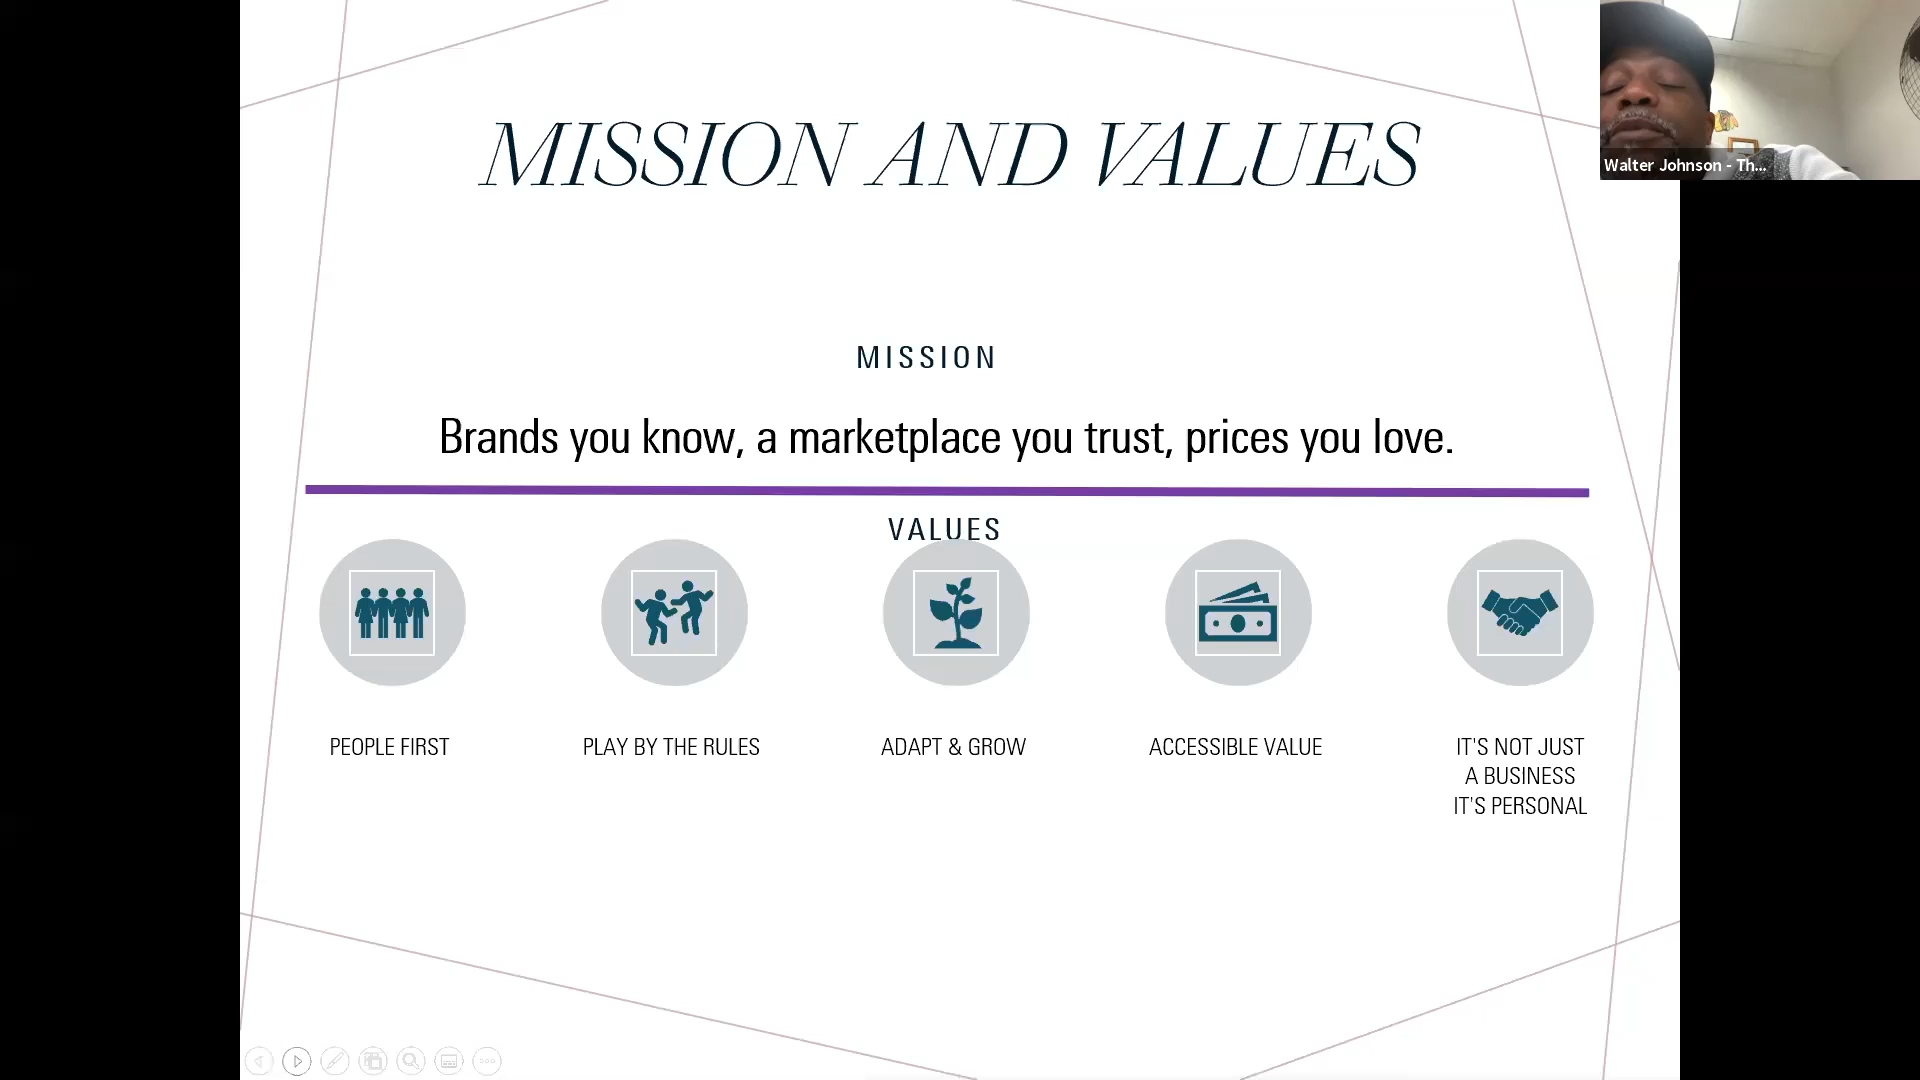 MISSION AND VALUES
Walter Johnson - Th...
MISSION
Brands you know, a marketplace you trust, prices you love.
VALUES
PEOPLE FIRST
PLAY BY THE RULES
ADAPT & GROW
ACCESSIBLE VALUE
IT'S NOT JUST
A BUSINESS
IT'S PERSONAL